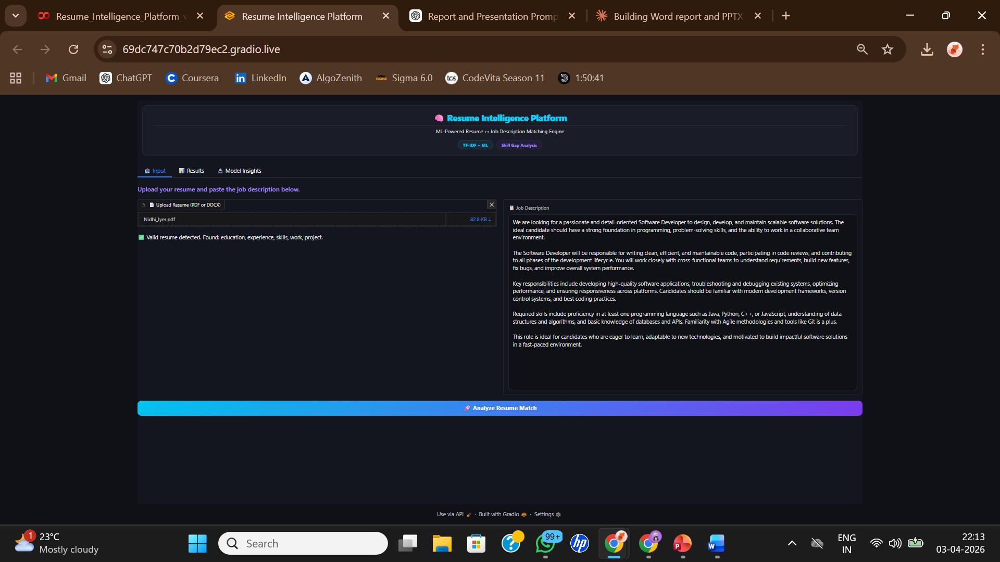 Resume_Intelligence_Platform_v
Resume Intelligence Platform
Report and Presentation Promp
Building Word report and PPTX
69dc747c70b2d79ec2.gradio.live
Gmail
ChatGPT
Coursera
LinkedIn
AlgoZenith
Sigma 6.0
CodeVita Season 11
1:50:41
Resume Intelligence Platform
ML-Powered Resume ↔ Job Description Matching Engine
TF-IDF + ML
Skill Gap Analysis
Input
Results
Model Insights
Upload your resume and paste the job description below.
Upload Resume (PDF or DOCX)
Nidhi_Iyer.pdf
82.8 KB ↓
Valid resume detected. Found: education, experience, skills, work, project.
Job Description
We are looking for a passionate and detail-oriented Software Developer to design, develop, and maintain scalable software solutions. The
ideal candidate should have a strong foundation in programming, problem-solving skills, and the ability to work in a collaborative team
environment.
The Software Developer will be responsible for writing clean, efficient, and maintainable code, participating in code reviews, and contributing
to all phases of the development lifecycle. You will work closely with cross-functional teams to understand requirements, build new features,
fix bugs, and improve overall system performance.
Key responsibilities include developing high-quality software applications, troubleshooting and debugging existing systems, optimizing
performance, and ensuring responsiveness across platforms. Candidates should be familiar with modern development frameworks, version
control systems, and best coding practices.
Required skills include proficiency in at least one programming language such as Java, Python, C++, or JavaScript, understanding of data
structures and algorithms, and basic knowledge of databases and APIs. Familiarity with Agile methodologies and tools like Git is a plus.
This role is ideal for candidates who are eager to learn, adaptable to new technologies, and motivated to build impactful software solutions
in a fast-paced environment.
Analyze Resume Match
Use via API · Built with Gradio · Settings
1
23°C
Mostly cloudy
Search
99+
hp
P
W
ENG
IN
22:13
03-04-2026